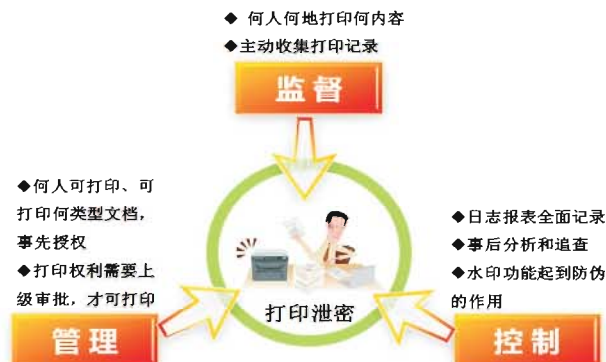 ◆ 何人何地打印何内容
◆主动收集打印记录
监督
◆何人可打印、可
打印何类型文档，
事先授权
◆打印权利需要上
级审批，才可打印
管理
打印泄密
◆日志报表全面记录
◆事后分析和追查
◆水印功能起到防伪
的作用
控制